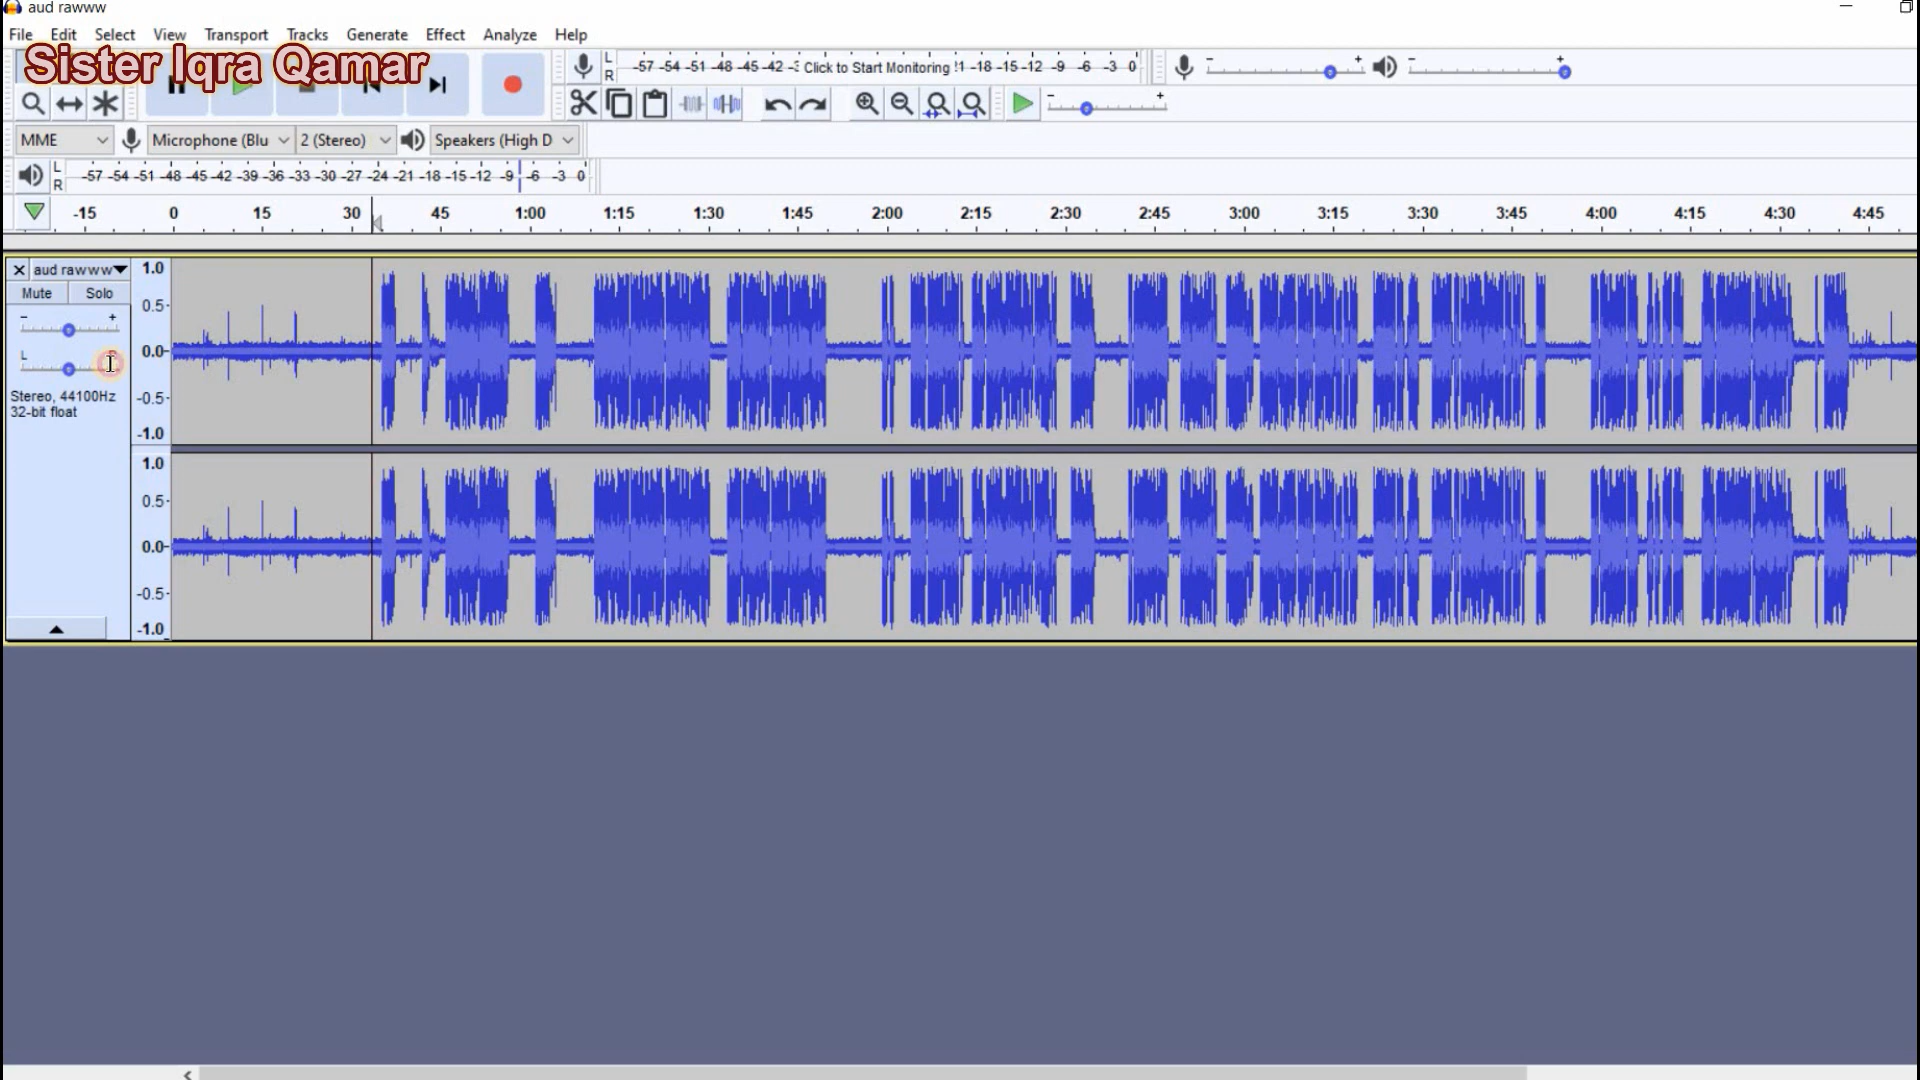 aud rawww
File Edit Select View Transport Tracks Generate Effect Analyze Help
Sister Iqra Qamar
L R -57 -54 -51 -48 -45 -42 Click to Start Monitoring -18 -15 -12 -9 -6 -3 0
MME Microphone (Blu 2 (Stereo) Speakers (High D
L R -57 -54 -51 -48 -45 -42 -39 -36 -33 -30 -27 -24 -21 -18 -15 -12 -9 -6 -3 0
-15 0 15 30 45 1:00 1:15 1:30 1:45 2:00 2:15 2:30 2:45 3:00 3:15 3:30 3:45 4:00 4:15 4:30 4:45
aud rawww
Mute Solo
L
Stereo, 44100Hz
32-bit float
1.0
0.5
0.0
-0.5
-1.0
1.0
0.5
0.0
-0.5
-1.0